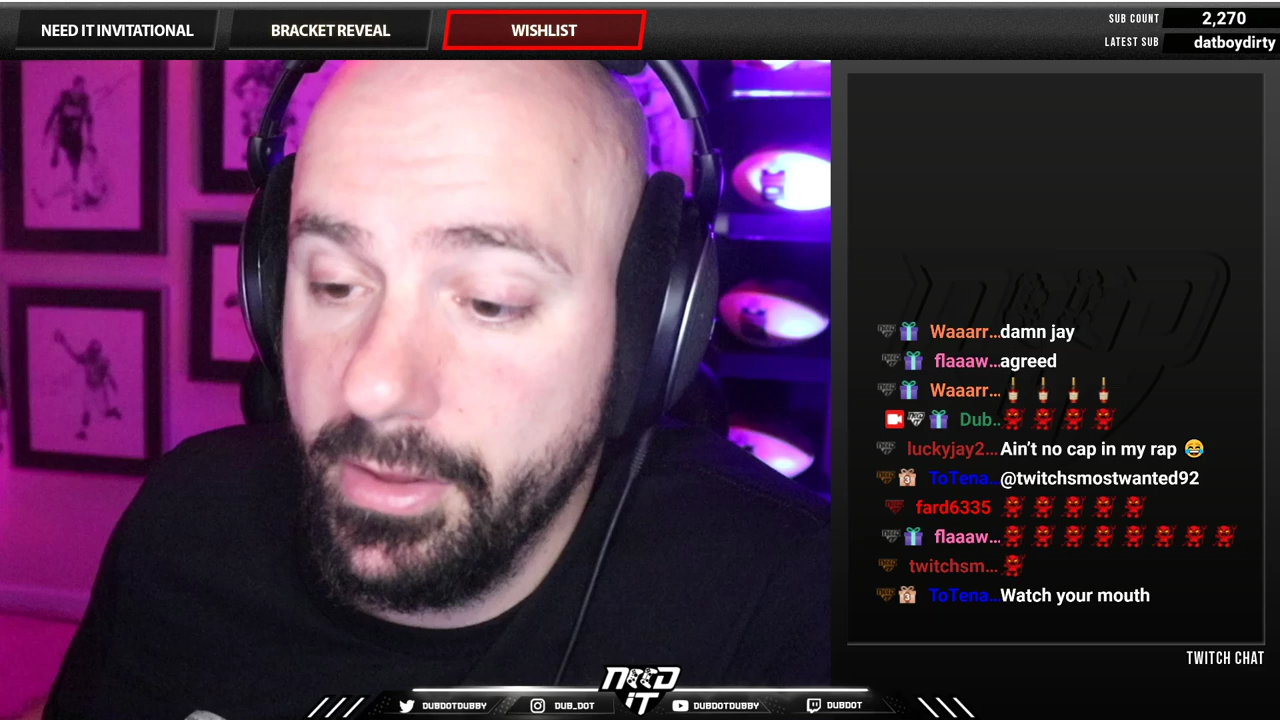 NEED IT INVITATIONAL
BRACKET REVEAL
WISHLIST
SUB COUNT 2,270
LATEST SUB datboydirty
Waaarr...damn jay
flaaaw...agreed
Waaarr...
Dub..
luckyjay2...Ain't no cap in my rap 😂
ToTena...@twitchsmostwanted92
fard6335
flaaaw...
twitchsm...
ToTena...Watch your mouth
TWITCH CHAT
NEED
IT
DUBDOTDUBBY
DUB_DOT
DUBDOTDUBBY
DUBDOT